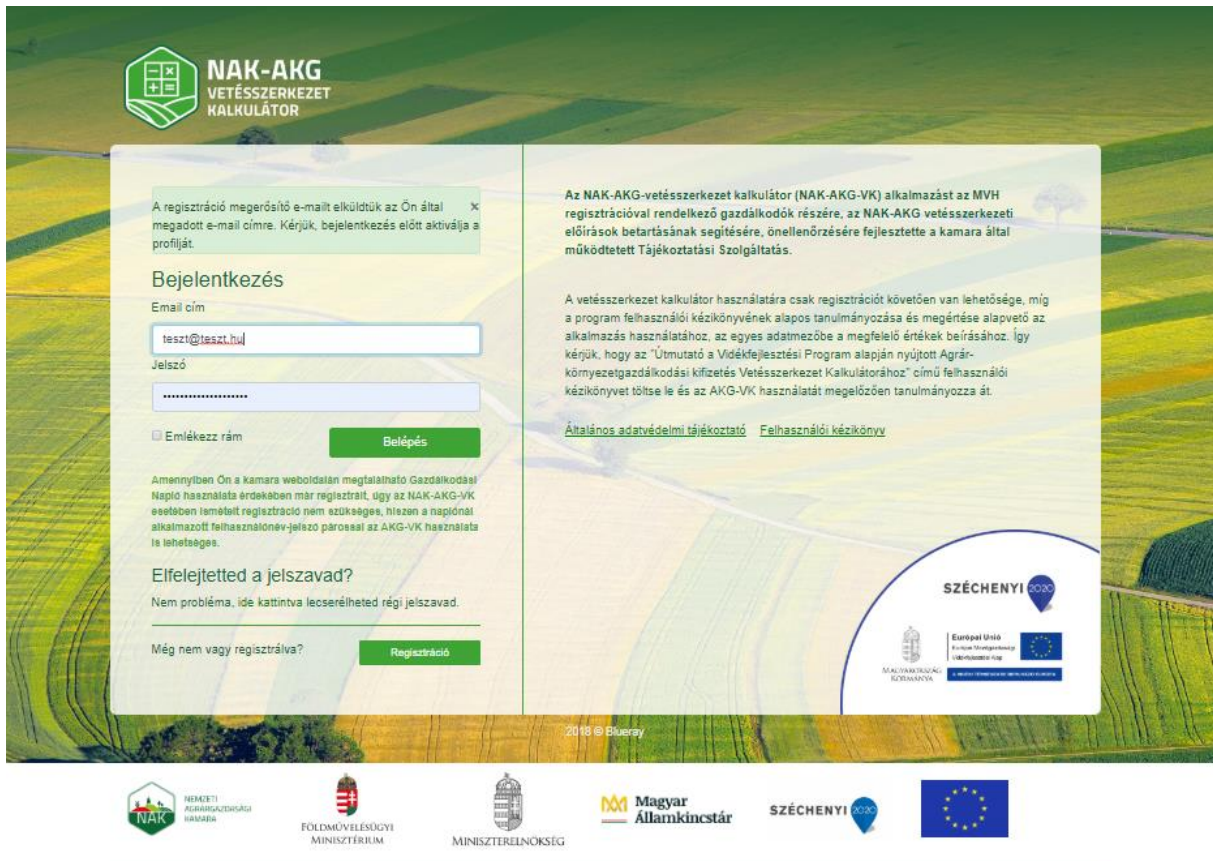 NAK-AKG
VETÉSSZERKEZET
KALKULÁTOR
A regisztráció megerősítő e-mailt elküldtük az Ön által
megadott e-mail címre. Kérjük, bejelentkezés előtt aktiválja a
profilját.
×
Bejelentkezés
Email cím
teszt@teszt.hu
Jelszó
Emlékezz rám
Belépés
Amennyiben Ön a kamara weboldalán megtalálható Gazdálkodási
Napló használata érdekében már regisztrált, úgy az NAK-AKG-VK
esetében ismételt regisztráció nem szükséges, hiszen a naplónál
alkalmazott felhasználónév-jelszó párossal az AKG-VK használata
is lehetséges.
Elfelejtetted a jelszavad?
Nem probléma, ide kattintva lecserélheted régi jelszavad.
Még nem vagy regisztrálva?
Regisztráció
Az NAK-AKG-vetésszerkezet kalkulátor (NAK-AKG-VK) alkalmazást az MVH
regisztrációval rendelkező gazdálkodók részére, az NAK-AKG vetésszerkezeti
előírások betartásának segítésére, önellenőrzésére fejlesztette a kamara által
működtetett Tájékoztatási Szolgáltatás.
A vetésszerkezet kalkulátor használatára csak regisztrációt követően van lehetősége, míg
a program felhasználói kézikönyvének alapos tanulmányozása és megértése alapvető az
alkalmazás használatához, az egyes adatmezőbe a megfelelő értékek beírásához. Így
kérjük, hogy az "Útmutató a Vidékfejlesztési Program alapján nyújtott Agrár-
környezetgazdálkodási kifizetés Vetésszerkezet Kalkulátorához" című felhasználói
kézikönyvet töltse le és az AKG-VK használatát megelőzően tanulmányozza át.
Általános adatvédelmi tájékoztató Felhasználói kézikönyv
SZÉCHENYI 2020
Magyarország
Kormánya
Európai Unió
Európai Mezőgazdasági
Vidékfejlesztési Alap
2018 © Blueray
NAK
NEMZETI
AGRÁRGAZDASÁGI
KAMARA
Földművelésügyi
Minisztérium
Miniszterelnökség
Magyar
Államkincstár
SZÉCHENYI 2020